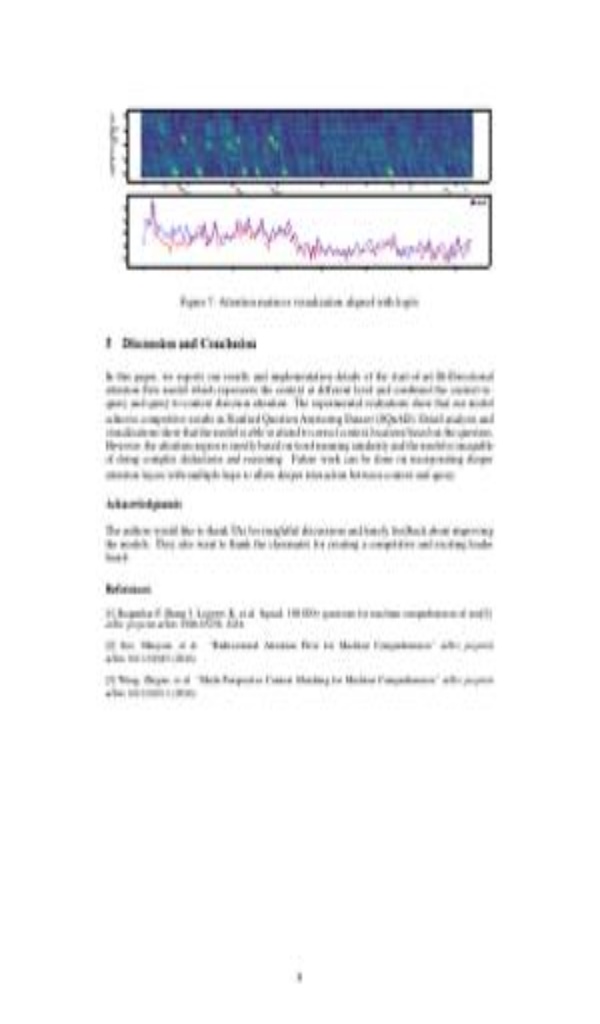 Figure 7: Attention matrices visualization aligned with logits
5 Discussion and Conclusion
In this paper, we report our results and implementation details of the state of art Bi-Directional
attention flow model which represents the context at different level and combined the context-to-
query and query-to-context direction attention. The experimental evaluations show that our model
achieves competitive results in Stanford Question Answering Dataset (SQuAD). Detail analysis and
visualizations show that the model is able to attend to correct context locations based on the question.
However the attention region is mostly based on word meaning similarity and the model is incapable
of doing complex deduction and reasoning. Future work can be done on incorporating deeper
attention layers with multiple hops to allow deeper interaction between context and query.
Acknowledgments
The authors would like to thank TAs for insightful discussions and timely feedback about improving
the models. They also want to thank the classmates for creating a competitive and exciting leader
board.
References
[1] Rajpurkar P, Zhang J, Lopyrev K, et al. Squad: 100,000+ questions for machine comprehension of text[J].
arXiv preprint arXiv: 2016.
[2] Seo, Minjoon, et al. "Bidirectional Attention Flow for Machine Comprehension" arXiv preprint
arXiv (2016).
[3] Wang, Zhiguo, et al. "Multi-Perspective Context Matching for Machine Comprehension" arXiv preprint
arXiv (2016).
8